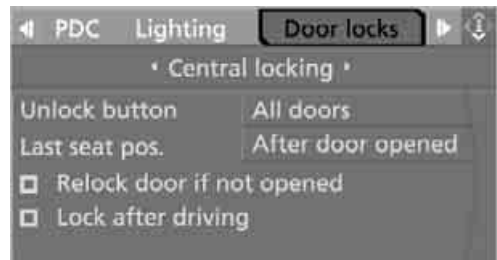 PDC Lighting Door locks
• Central locking •
Unlock button All doors
Last seat pos. After door opened
Relock door if not opened
Lock after driving